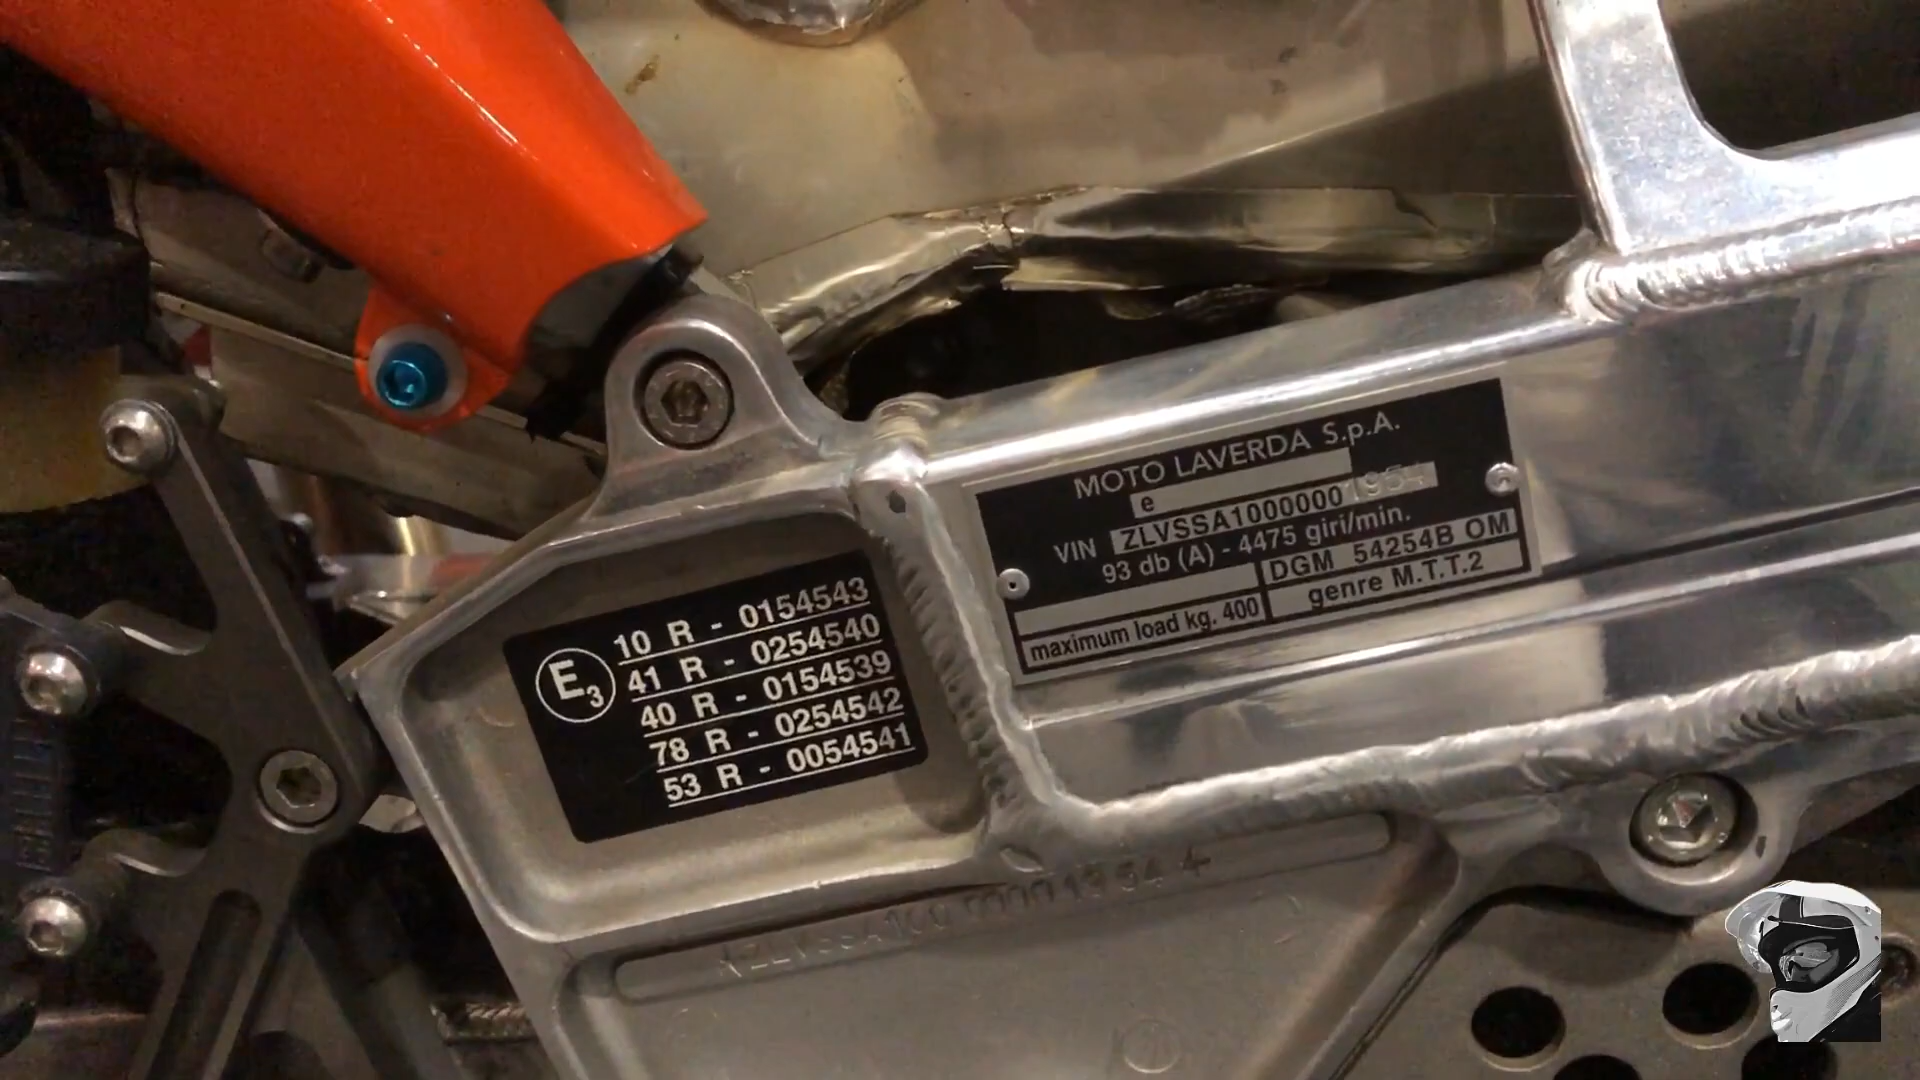 MOTO LAVERDA S.p.A.
e
VIN ZLVSSA10000001954
93 db (A) - 4475 giri/min.
DGM 54254B OM
maximum load kg. 400
genre M.T.T.2
E3
10 R - 0154543
41 R - 0254540
40 R - 0154539
78 R - 0254542
53 R - 0054541